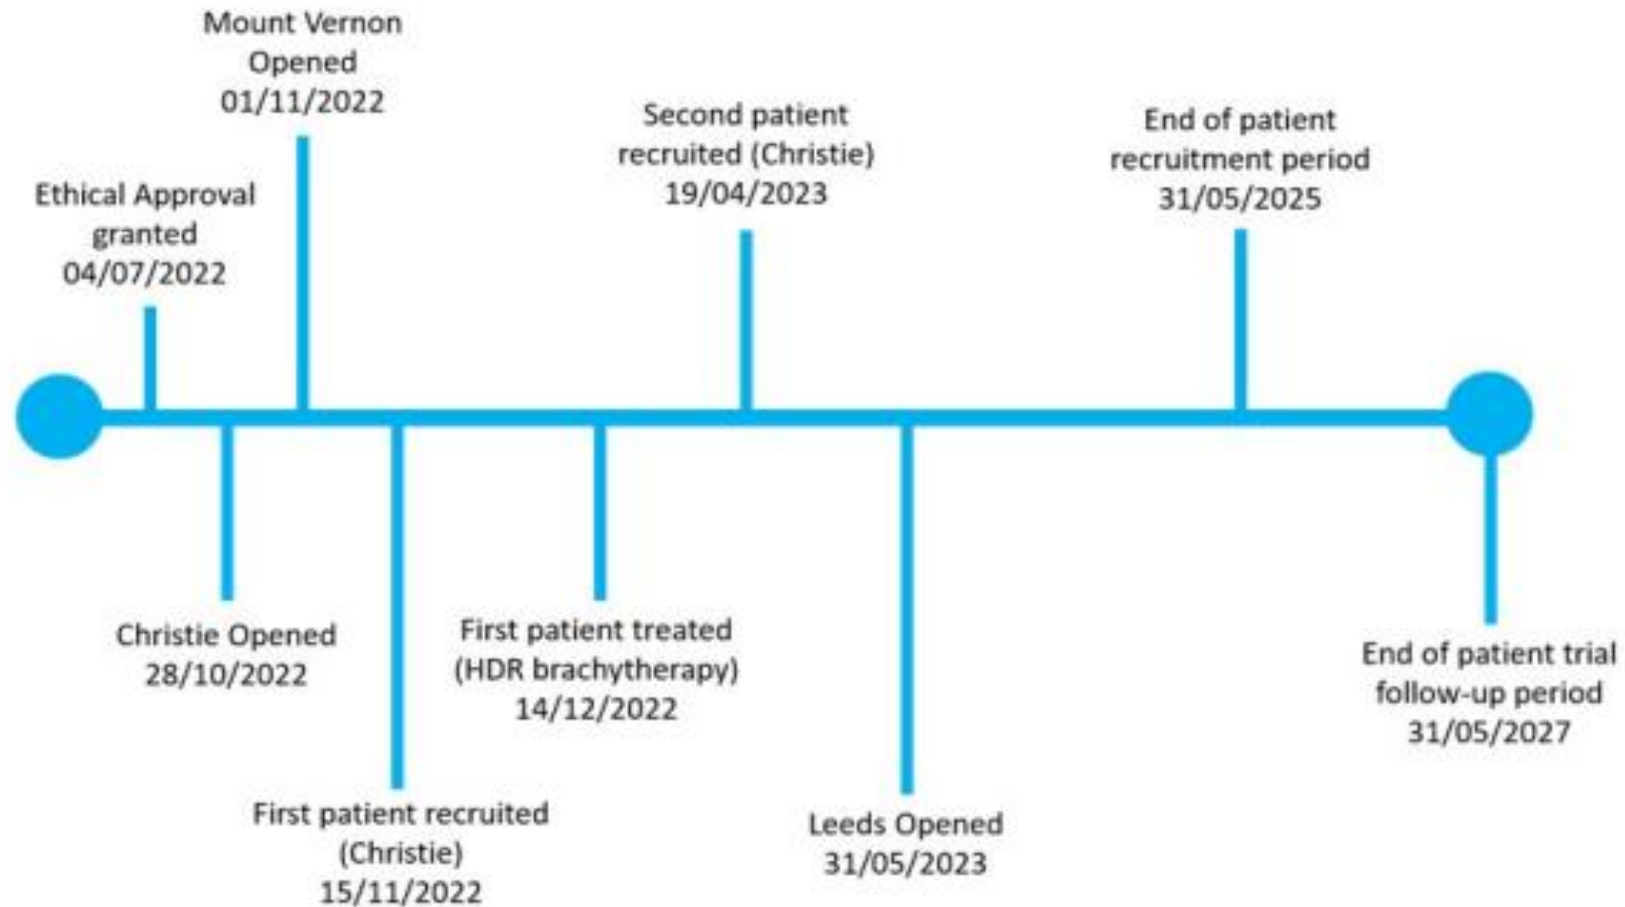 Mount Vernon
Opened
01/11/2022
Ethical Approval
granted
04/07/2022
Second patient
recruited (Christie)
19/04/2023
End of patient
recruitment period
31/05/2025
Christie Opened
28/10/2022
First patient treated
(HDR brachytherapy)
14/12/2022
End of patient trial
follow-up period
31/05/2027
First patient recruited
(Christie)
15/11/2022
Leeds Opened
31/05/2023